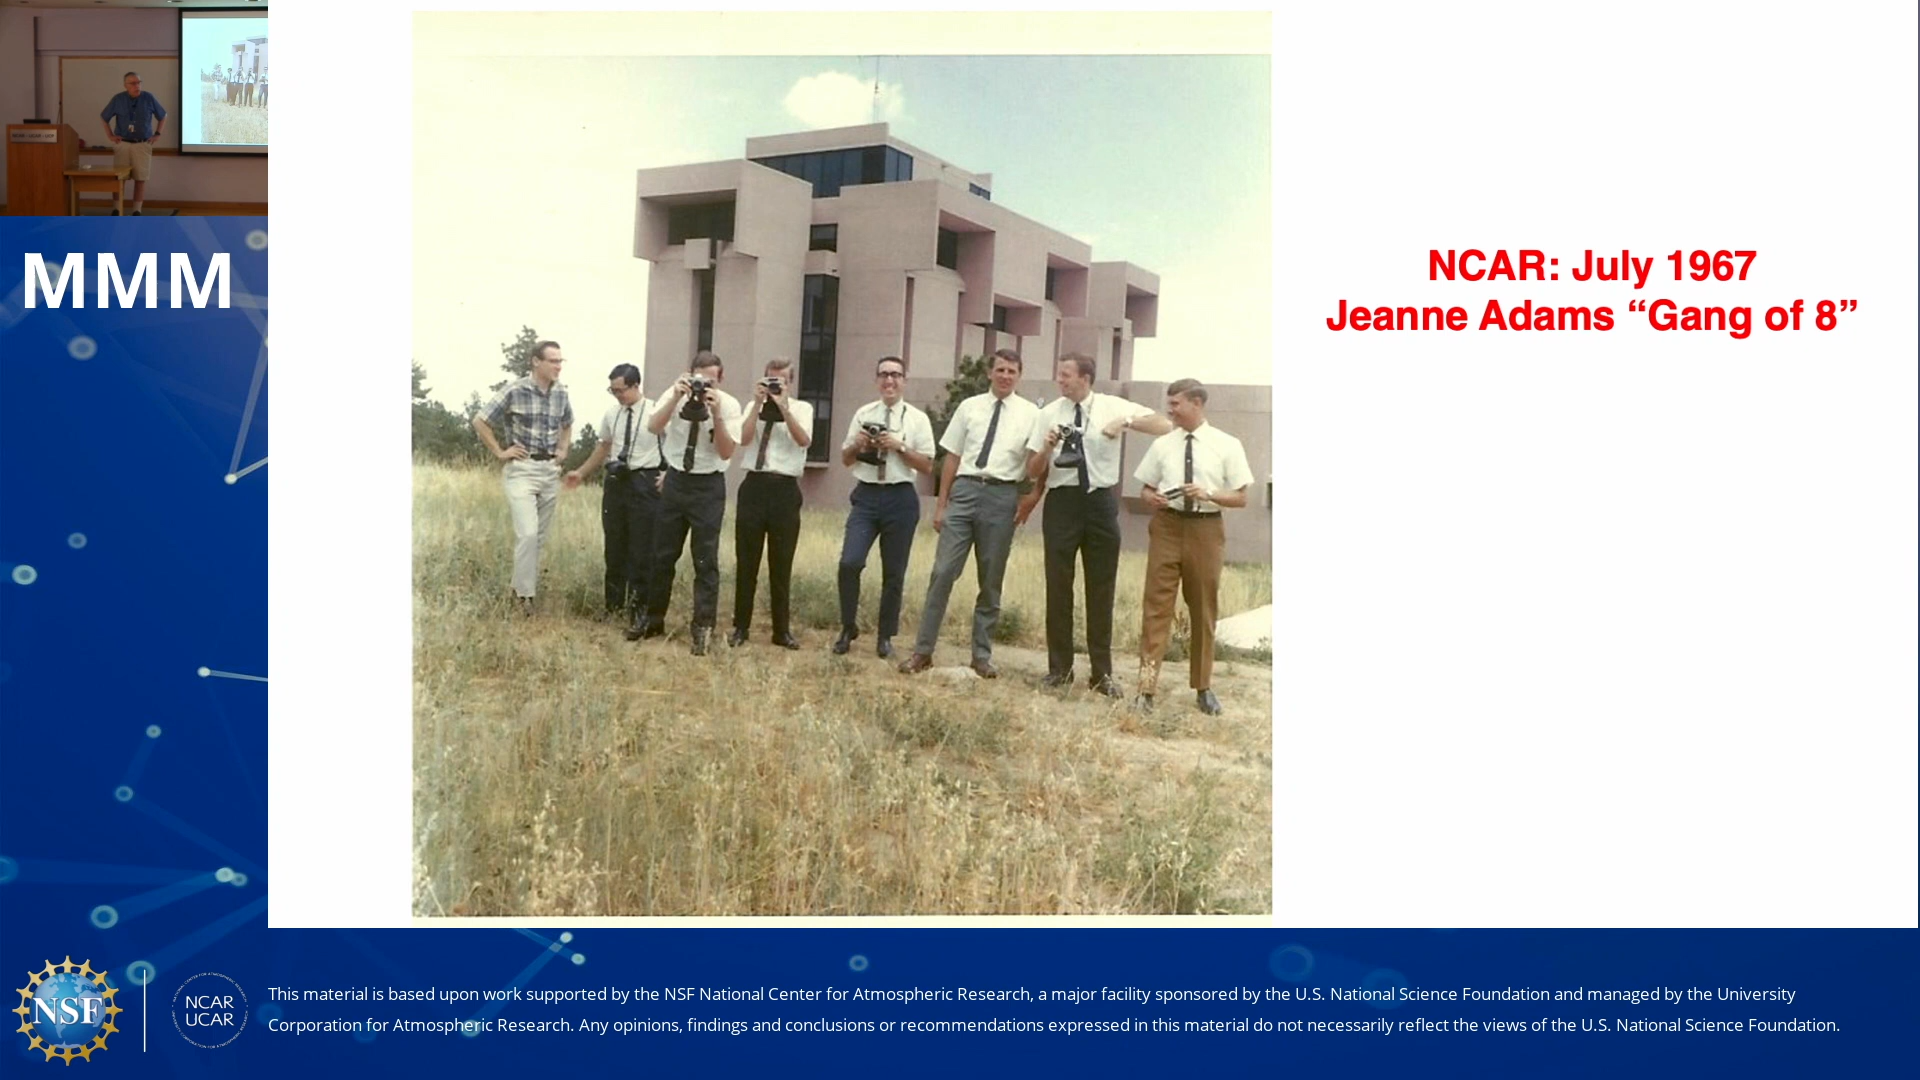 MMM
NCAR: July 1967
Jeanne Adams “Gang of 8”
NSF
NCAR
UCAR
This material is based upon work supported by the NSF National Center for Atmospheric Research, a major facility sponsored by the U.S. National Science Foundation and managed by the University
Corporation for Atmospheric Research. Any opinions, findings and conclusions or recommendations expressed in this material do not necessarily reflect the views of the U.S. National Science Foundation.